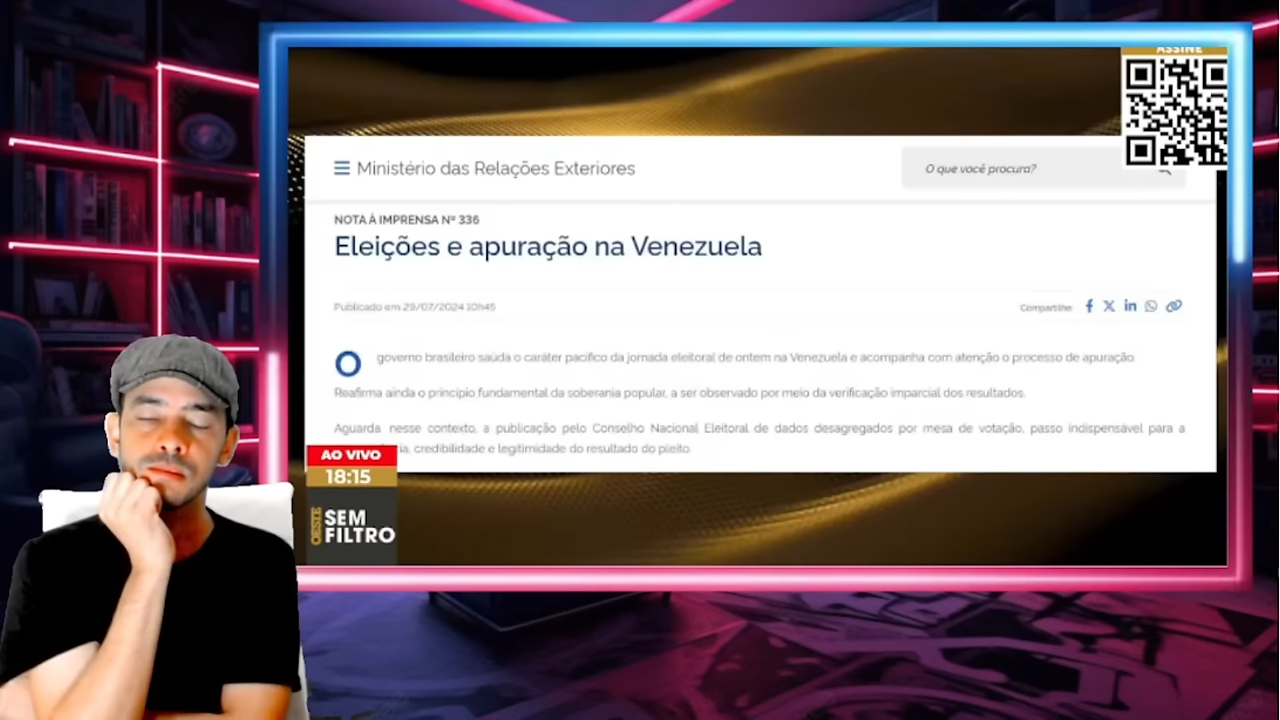 ASSINE
Ministério das Relações Exteriores
O que você procura?
NOTA À IMPRENSA Nº 336
Eleições e apuração na Venezuela
Publicado em 29/07/2024 10h45
Compartilhe:
O governo brasileiro saúda o caráter pacífico da jornada eleitoral de ontem na Venezuela e acompanha com atenção o processo de apuração.
Reafirma ainda o princípio fundamental da soberania popular, a ser observado por meio da verificação imparcial dos resultados.
Aguarda, nesse contexto, a publicação pelo Conselho Nacional Eleitoral de dados desagregados por mesa de votação, passo indispensável para a
credibilidade e legitimidade do resultado do pleito.
AO VIVO
18:15
OESTE
SEM
FILTRO